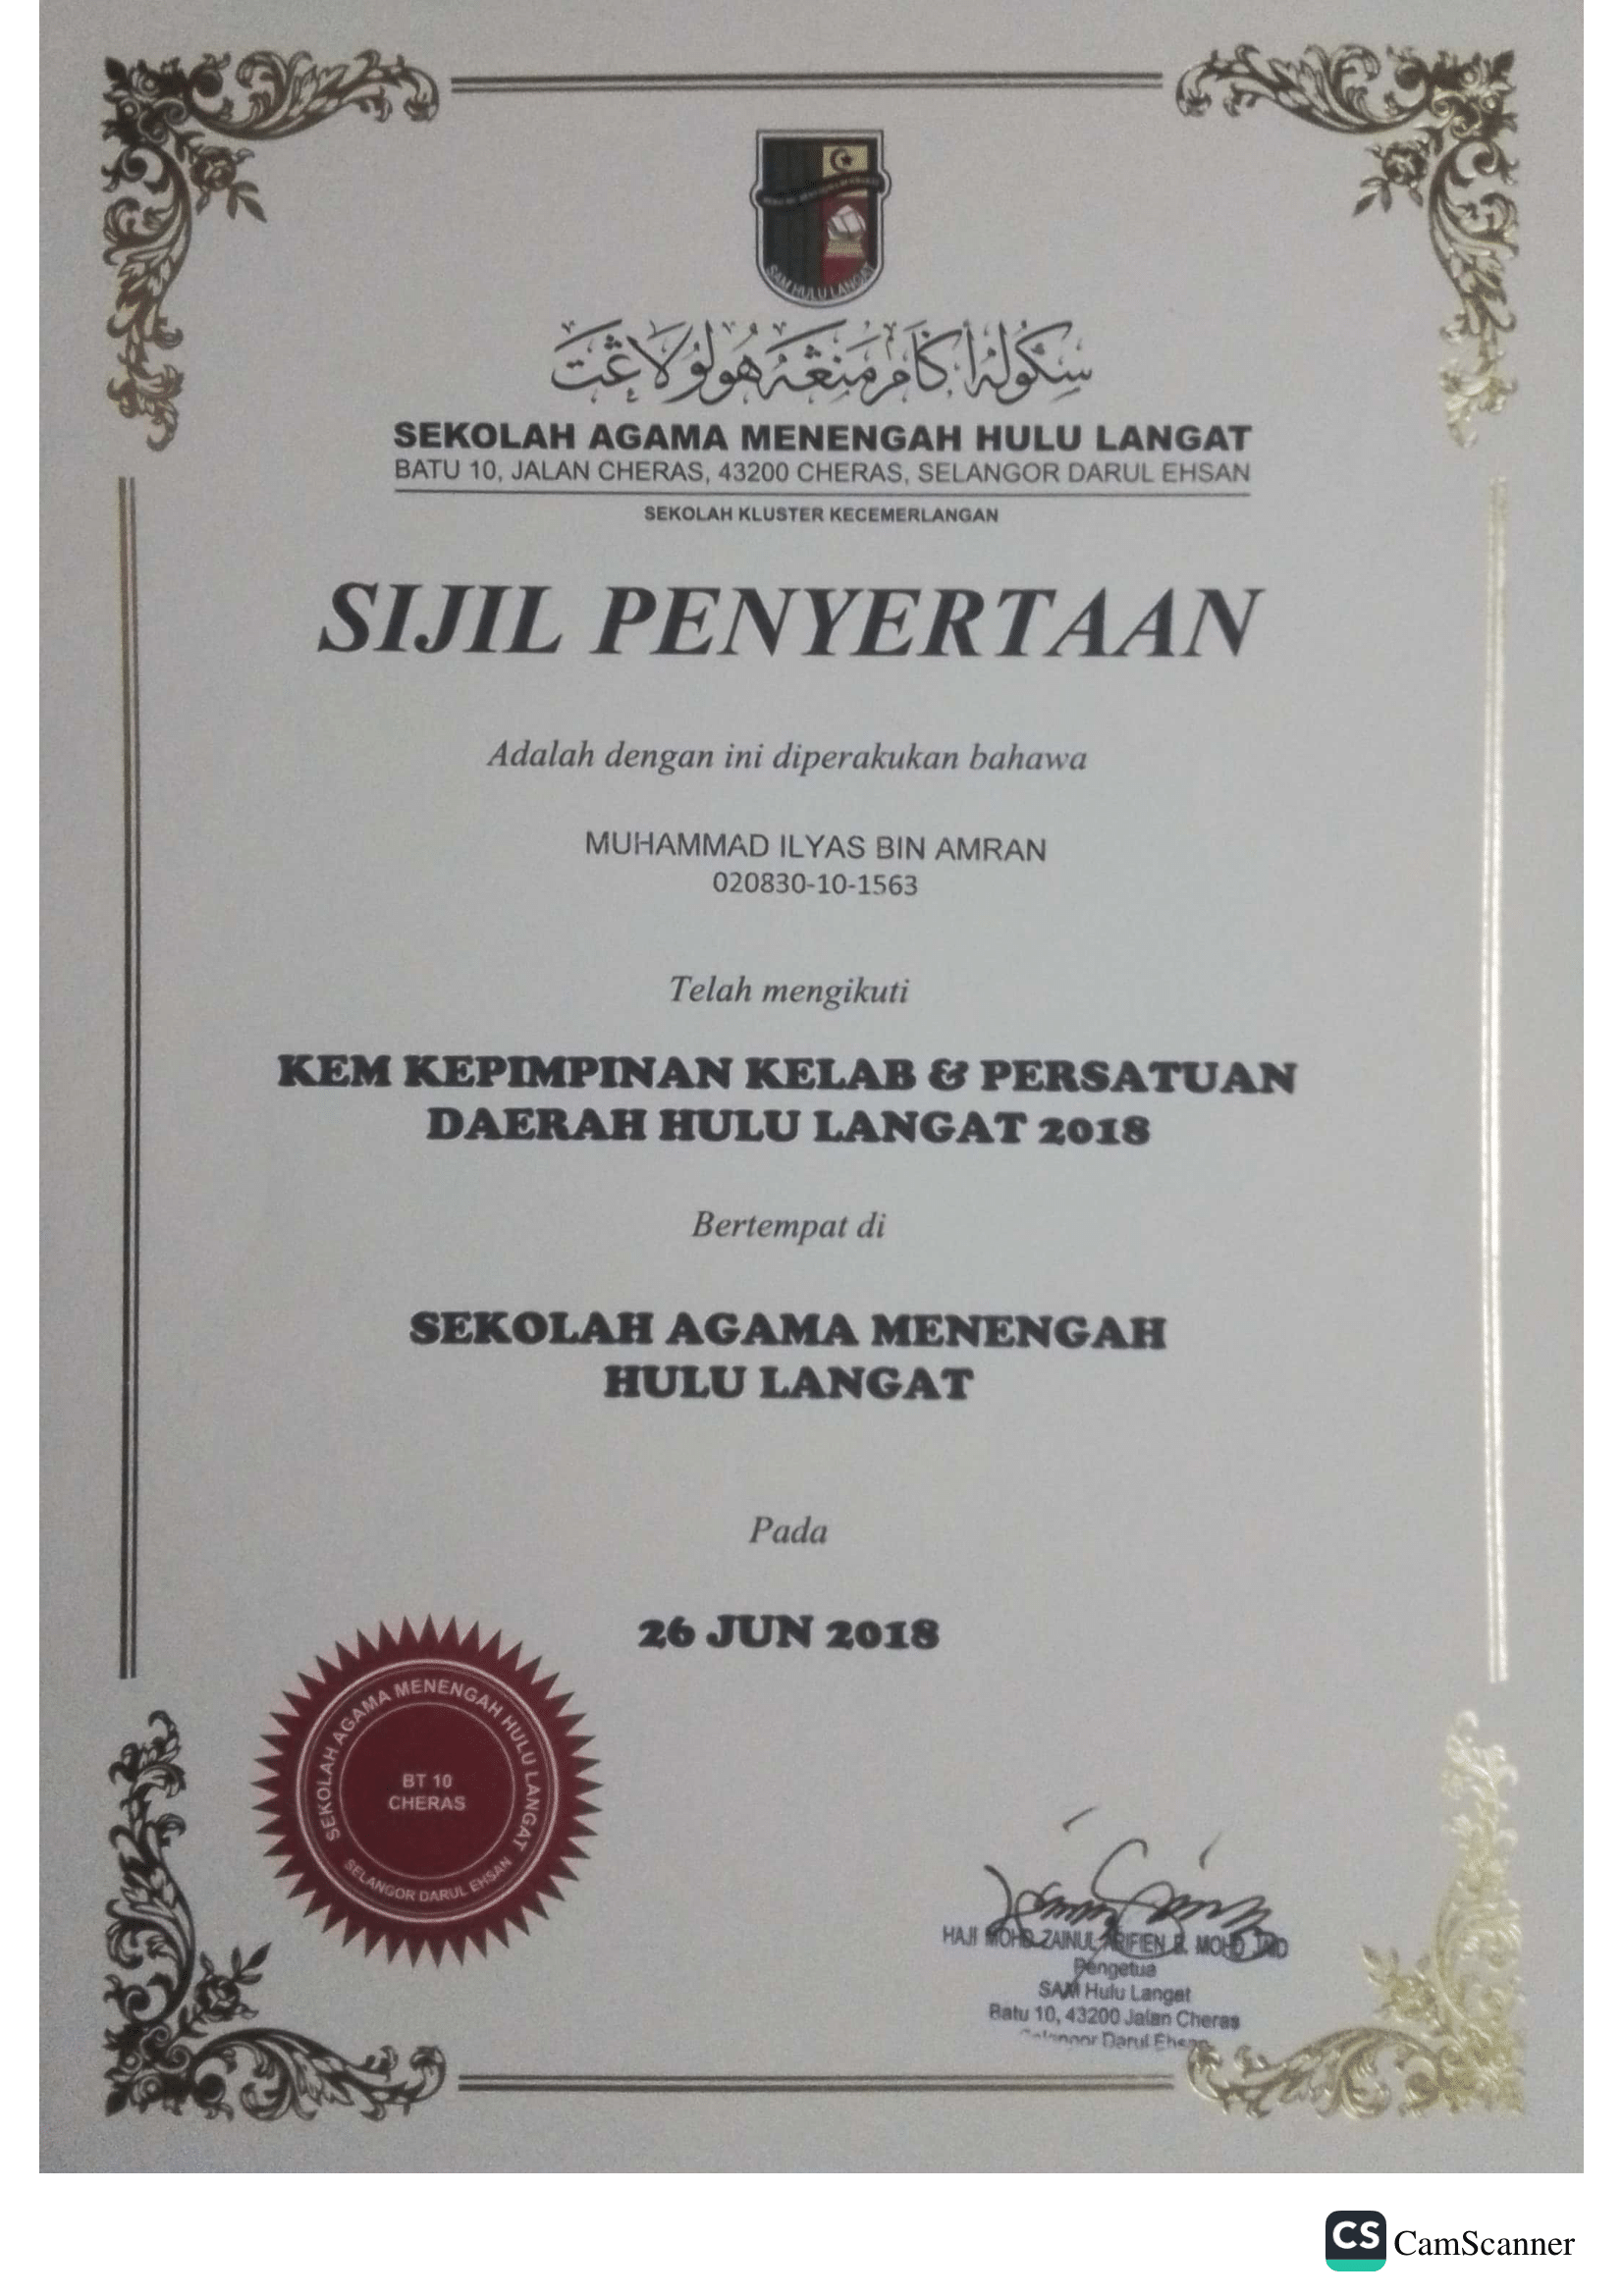 SAM HULU LANGAT
سكوله اݢام منڠه هولو لاڠت
SEKOLAH AGAMA MENENGAH HULU LANGAT
BATU 10, JALAN CHERAS, 43200 CHERAS, SELANGOR DARUL EHSAN
SEKOLAH KLUSTER KECEMERLANGAN
SIJIL PENYERTAAN
Adalah dengan ini diperakukan bahawa
MUHAMMAD ILYAS BIN AMRAN
020830-10-1563
Telah mengikuti
KEM KEPIMPINAN KELAB & PERSATUAN
DAERAH HULU LANGAT 2018
Bertempat di
SEKOLAH AGAMA MENENGAH
HULU LANGAT
Pada
26 JUN 2018
SEKOLAH AGAMA MENENGAH HULU LANGAT
BT 10
CHERAS
SELANGOR DARUL EHSAN
HAJI MOHD ZAINUL ARIFIEN B. MOHD
Pengetua
SAM Hulu Langat
Batu 10, 43200 Jalan Cheras
Selangor Darul Ehsan
CS CamScanner